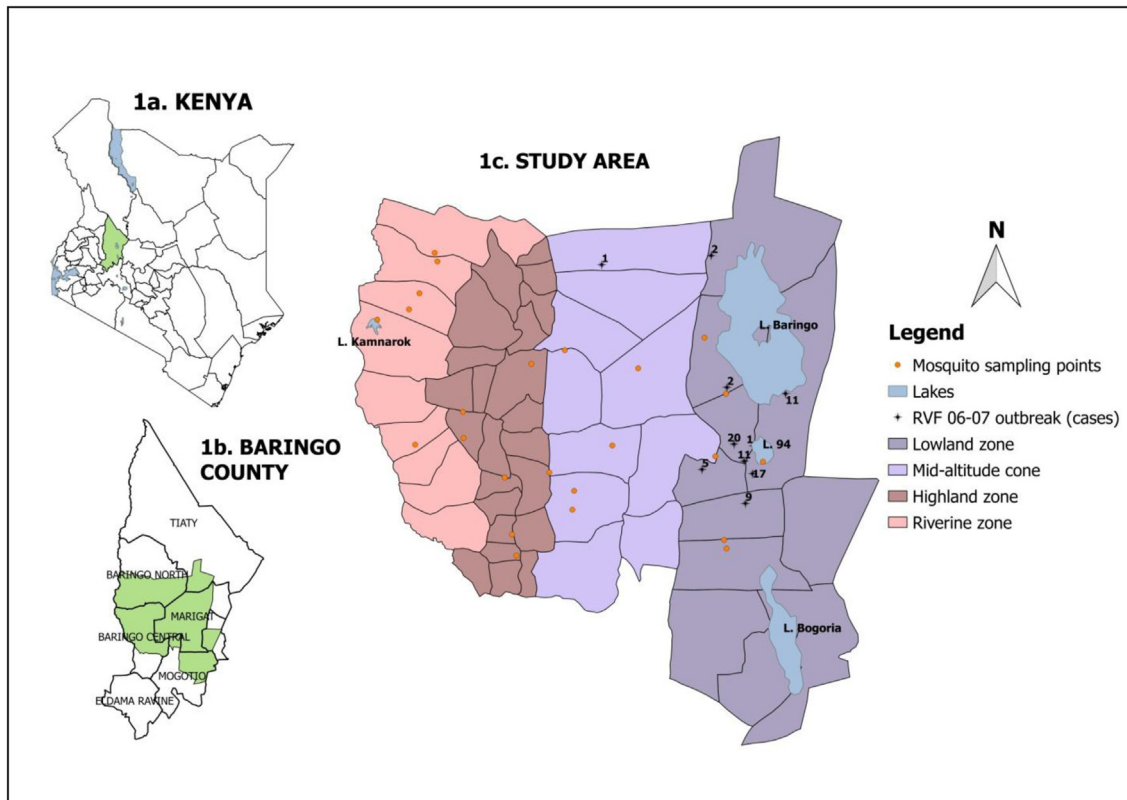 1a. KENYA
1c. STUDY AREA
N
1
2
L. Baringo
L. Kamnarok
2
11
20
1
L. 94
11
5
17
9
L. Bogoria
Legend
Mosquito sampling points
Lakes
RVF 06-07 outbreak (cases)
Lowland zone
Mid-altitude cone
Highland zone
Riverine zone
1b. BARINGO
COUNTY
TIATY
BARINGO NORTH
MARIGAT
BARINGO CENTRAL
MOGOTIO
ELDAMA RAVINE